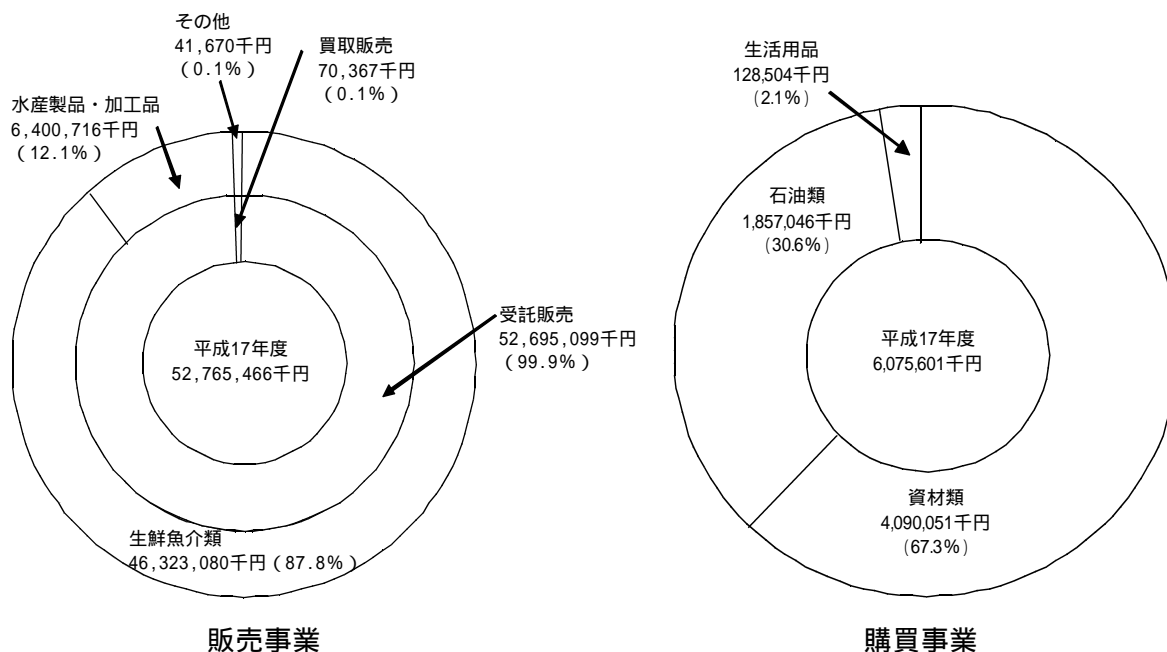 その他
41,670千円
(0.1%)
買取販売
70,367千円
(0.1%)
水産製品・加工品
6,400,716千円
(12.1%)
受託販売
52,695,099千円
(99.9%)
平成17年度
52,765,466千円
生鮮魚介類
46,323,080千円(87.8%)
販売事業
生活用品
128,504千円
(2.1%)
石油類
1,857,046千円
(30.6%)
平成17年度
6,075,601千円
資材類
4,090,051千円
(67.3%)
購買事業